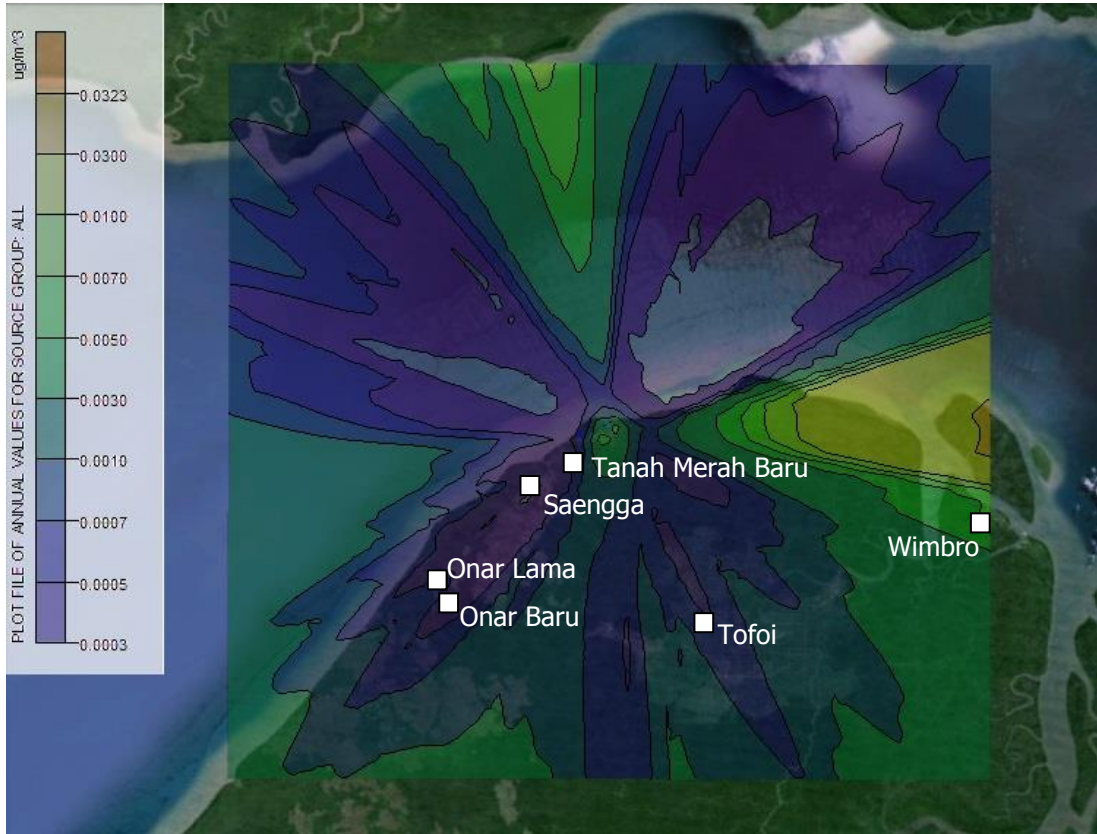 PLOT FILE OF ANNUAL VALUES FOR SOURCE GROUP: ALL
ug/m^3
0.0323
0.0300
0.0100
0.0070
0.0050
0.0030
0.0010
0.0007
0.0005
0.0003
Tanah Merah Baru
Saengga
Wimbro
Onar Lama
Onar Baru
Tofoi